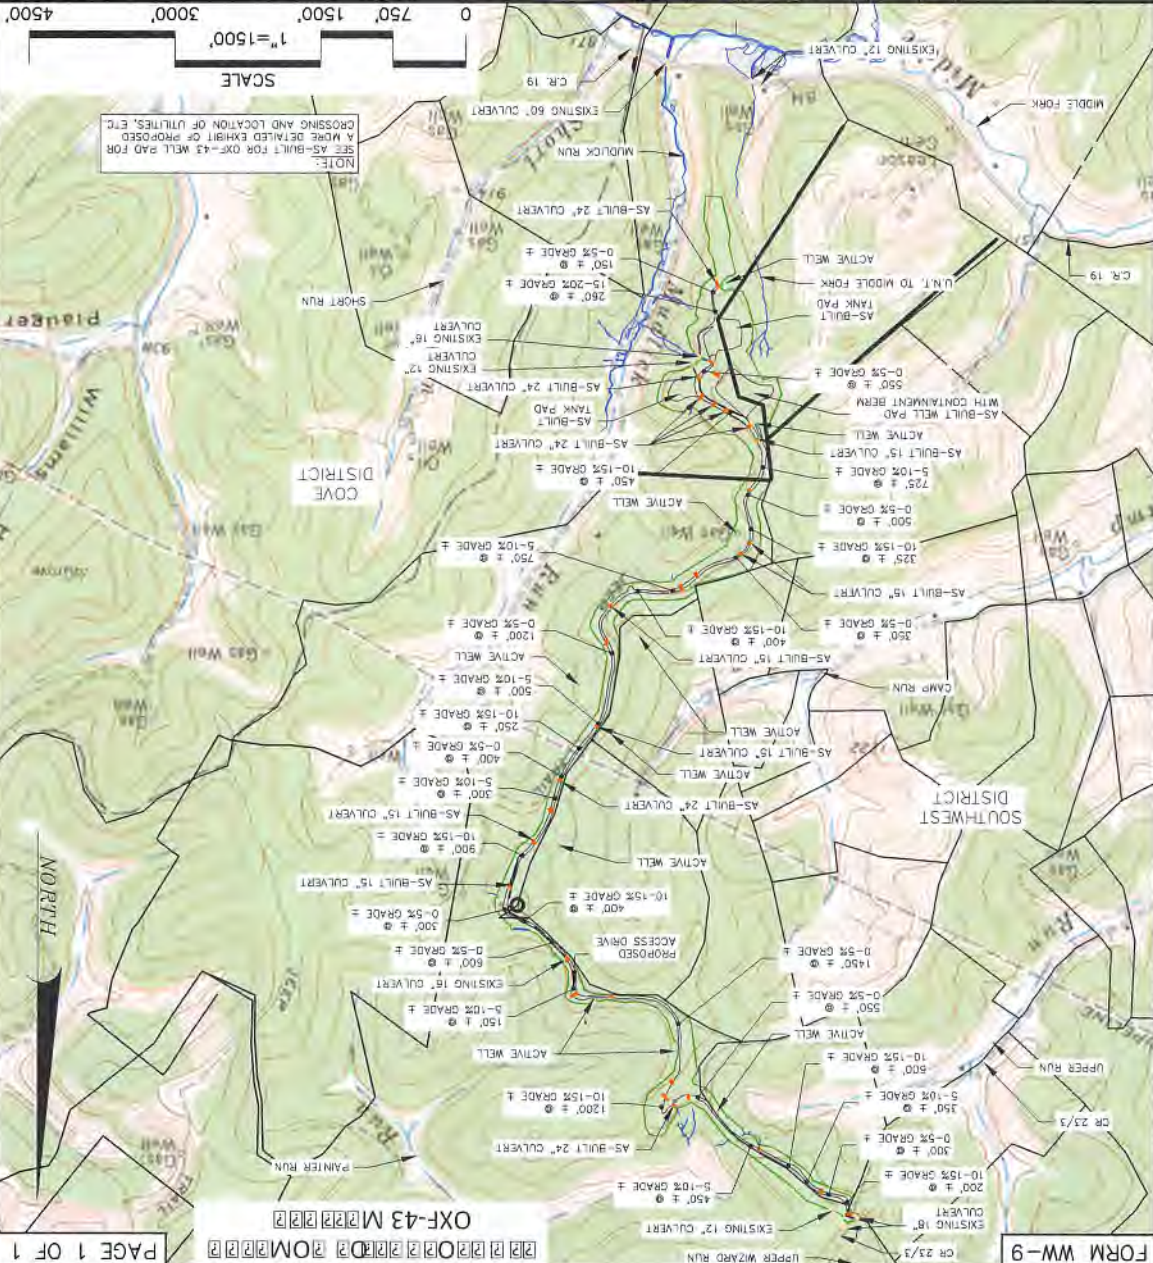 FORM WW-9
PAGE 1 OF 1
OXF-43
UPPER WIZARD RUN
CR 23/3
EXISTING 12" CULVERT
EXISTING 18"
CULVERT
200' ± @
10-15% GRADE ±
450' ± @
5-10% GRADE ±
300' ± @
0-5% GRADE ±
350' ± @
5-10% GRADE ±
600' ± @
10-15% GRADE ±
CR 23/3
UPPER RUN
AS-BUILT 24" CULVERT
PAINTER RUN
1200' ± @
10-15% GRADE ±
ACTIVE WELL
ACTIVE WELL
550' ± @
0-5% GRADE ±
1450' ± @
0-5% GRADE ±
150' ± @
5-10% GRADE ±
EXISTING 16" CULVERT
600' ± @
0-5% GRADE ±
PROPOSED
ACCESS DRIVE
300' ± @
0-5% GRADE ±
400' ± @
10-15% GRADE ±
AS-BUILT 15" CULVERT
NORTH
JEEP
TRAIL
Run
ACTIVE WELL
900' ± @
10-15% GRADE ±
AS-BUILT 15" CULVERT
300' ± @
5-10% GRADE ±
AS-BUILT 24" CULVERT
SOUTHWEST
DISTRICT
400' ± @
0-5% GRADE ±
ACTIVE WELL
250' ± @
10-15% GRADE ±
AS-BUILT 15" CULVERT
ACTIVE WELL
500' ± @
5-10% GRADE ±
CAMP RUN
ACTIVE WELL
AS-BUILT 15" CULVERT
1200' ± @
0-5% GRADE ±
400' ± @
10-15% GRADE ±
350' ± @
0-5% GRADE ±
AS-BUILT 15" CULVERT
750' ± @
5-10% GRADE ±
325' ± @
10-15% GRADE ±
500' ± @
0-5% GRADE ±
ACTIVE WELL
725' ± @
5-10% GRADE ±
450' ± @
10-15% GRADE ±
AS-BUILT 15" CULVERT
ACTIVE WELL
AS-BUILT 24" CULVERT
AS-BUILT WELL PAD
WITH CONTAINMENT BERM
AS-BUILT
TANK PAD
550' ± @
0-5% GRADE ±
AS-BUILT 24" CULVERT
EXISTING 12"
CULVERT
EXISTING 16"
CULVERT
AS-BUILT
TANK PAD
U.N.T. TO MIDDLE FORK
ACTIVE WELL
260' ± @
15-20% GRADE ±
150' ± @
0-5% GRADE ±
AS-BUILT 24" CULVERT
COVE
DISTRICT
Gas Well
Oil
Well
Williams
Plauger
SHORT RUN
C.R. 19
MUDLICK RUN
Mudlick
Run
Short
MIDDLE FORK
EXISTING 60" CULVERT
C.R. 19
EXISTING 12" CULVERT
BM
871
NOTE:
SEE AS-BUILT FOR OXF-43 WELL PAD FOR
A MORE DETAILED EXHIBIT OF PROPOSED
CROSSING AND LOCATION OF UTILITIES, ETC
SCALE
1"=1500'
0 750' 1500' 3000' 4500'